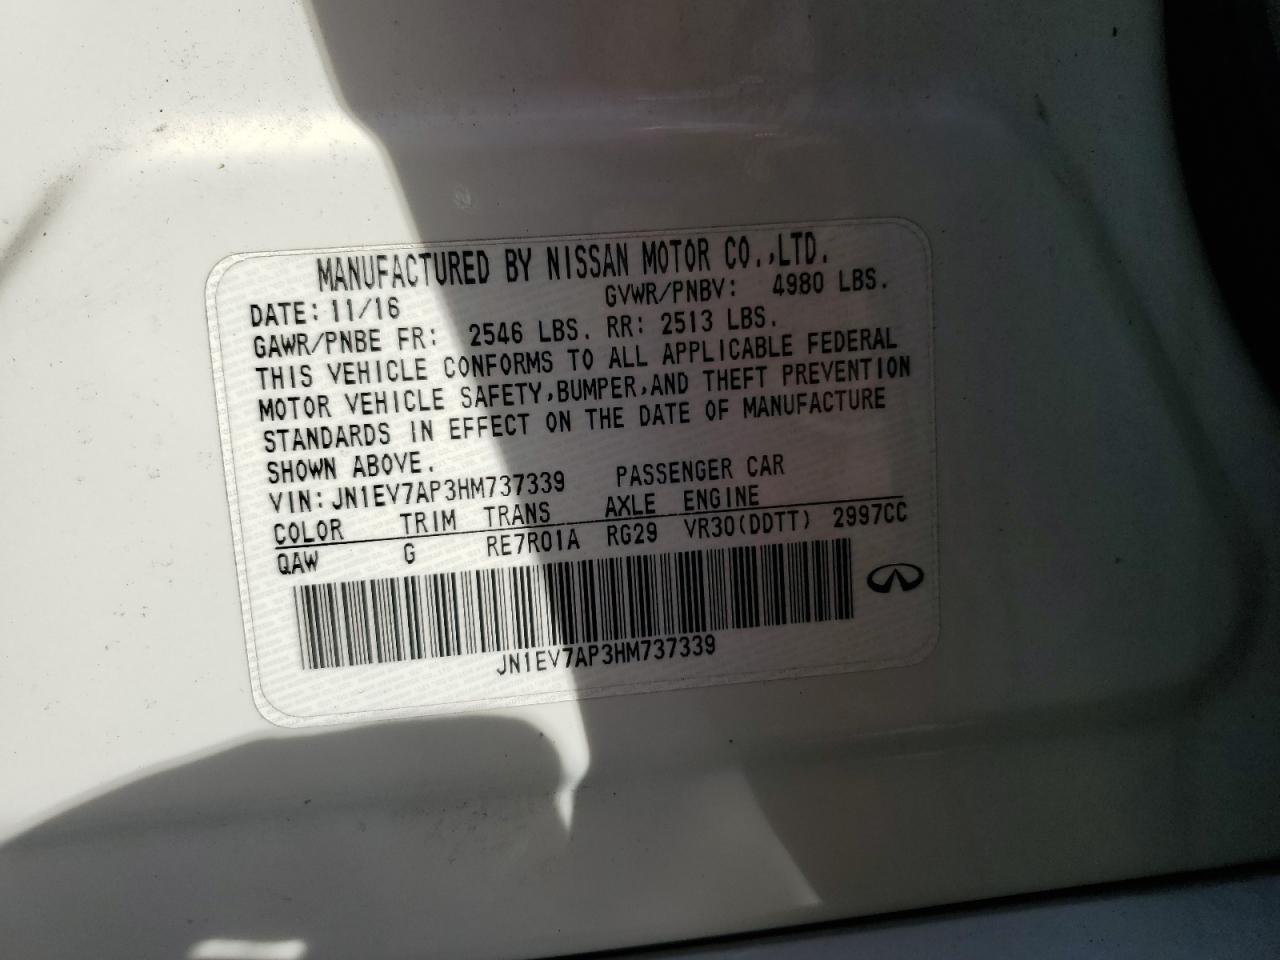 MANUFACTURED BY NISSAN MOTOR CO.,LTD.
DATE: 11/16 GVWR/PNBV: 4980 LBS.
GAWR/PNBE FR: 2546 LBS. RR: 2513 LBS.
THIS VEHICLE CONFORMS TO ALL APPLICABLE FEDERAL
MOTOR VEHICLE SAFETY,BUMPER,AND THEFT PREVENTION
STANDARDS IN EFFECT ON THE DATE OF MANUFACTURE
SHOWN ABOVE.
VIN: JN1EV7AP3HM737339 PASSENGER CAR
COLOR TRIM TRANS AXLE ENGINE
QAW G RE7R01A RG29 VR30(DDTT) 2997CC
JN1EV7AP3HM737339